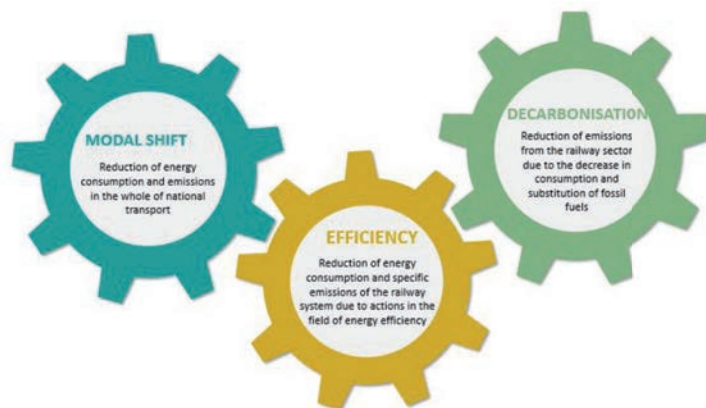 MODAL SHIFT
Reduction of energy
consumption and emissions
in the whole of national
transport
EFFICIENCY
Reduction of energy
consumption and specific
emissions of the railway
system due to actions in the
field of energy efficiency
DECARBONISATION
Reduction of emissions
from the railway sector
due to the decrease in
consumption and
substitution of fossil
fuels